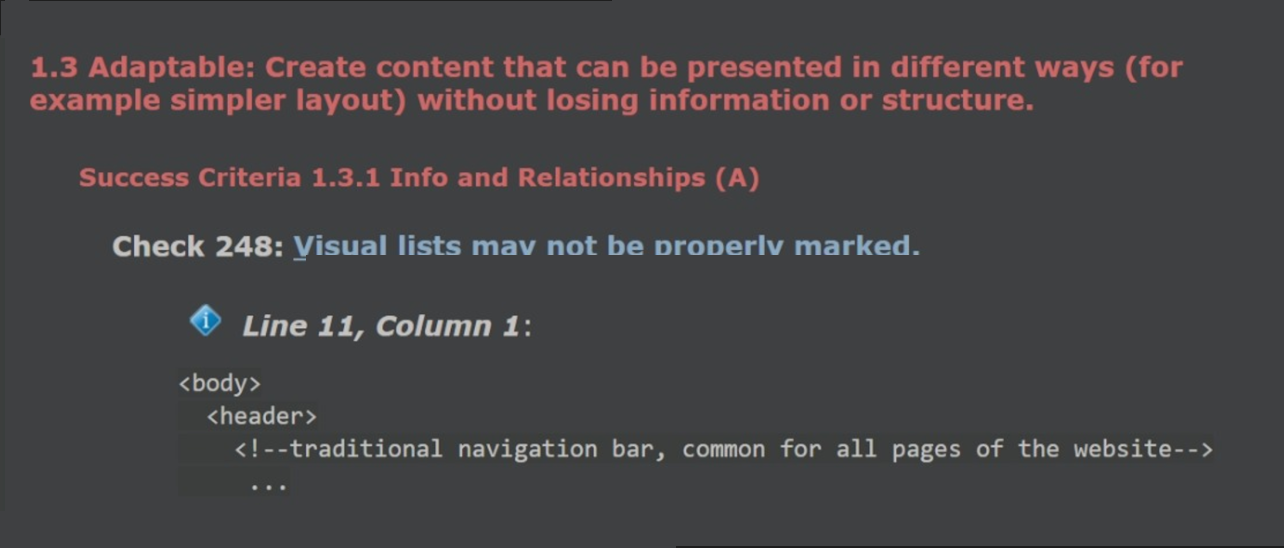 1.3 Adaptable: Create content that can be presented in different ways (for
example simpler layout) without losing information or structure.
Success Criteria 1.3.1 Info and Relationships (A)
Check 248: Visual lists may not be properly marked.
Line 11, Column 1:
<body>
<header>
<!--traditional navigation bar, common for all pages of the website-->
...